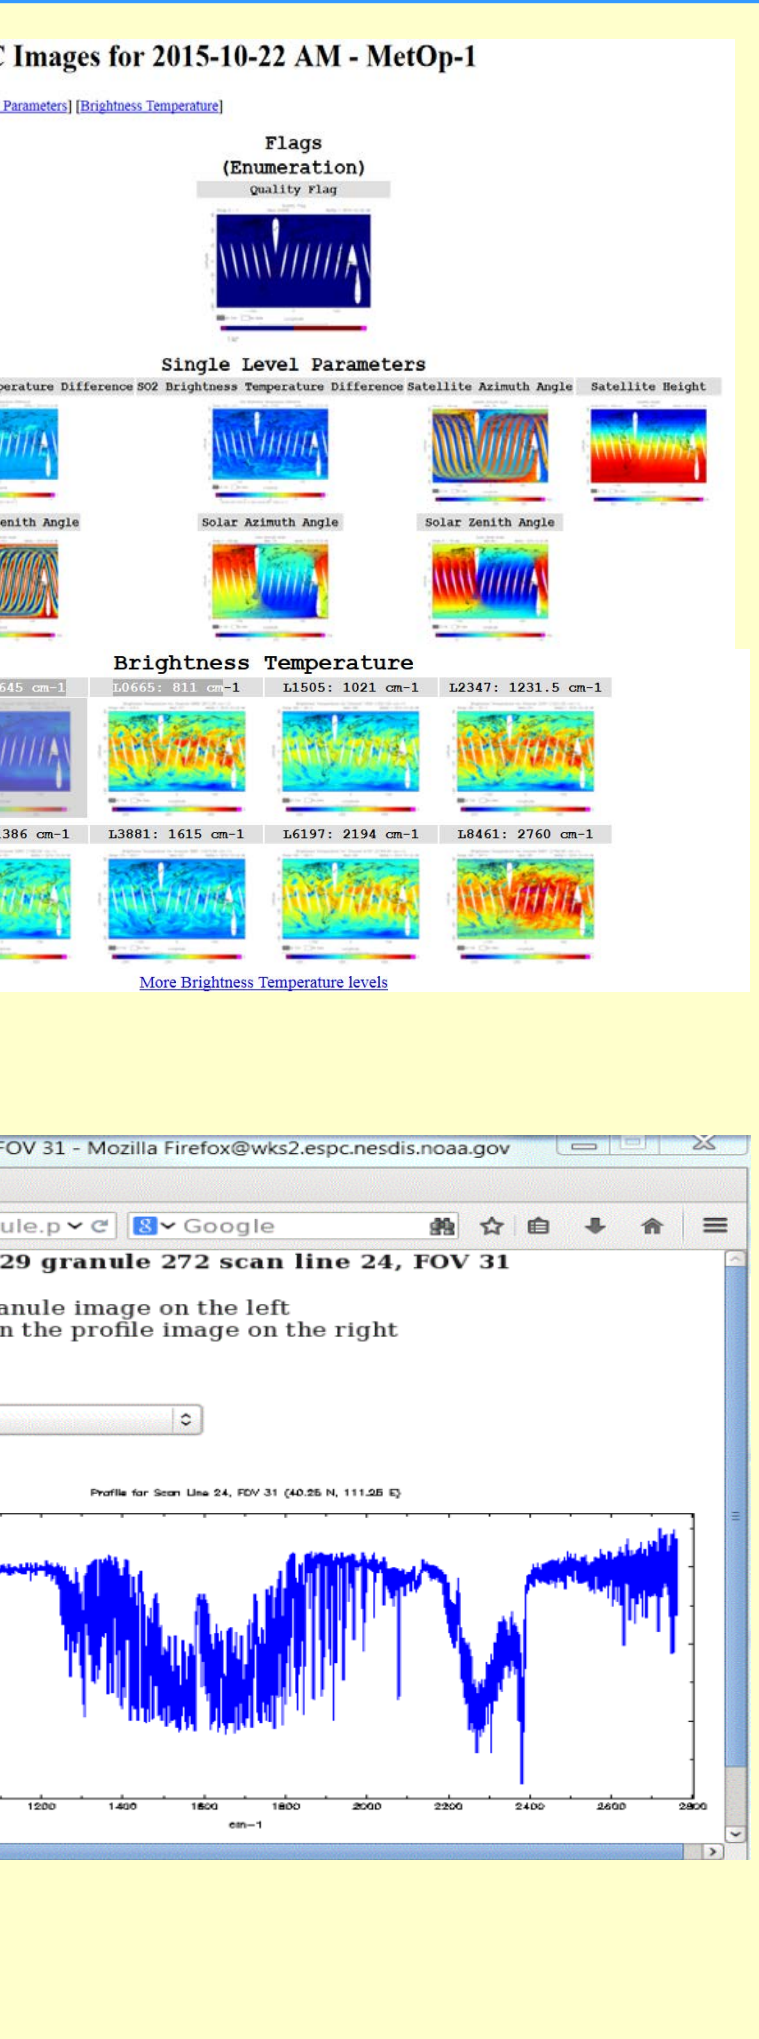 C Images for 2015-10-22 AM - MetOp-1
Parameters] [Brightness Temperature]
Flags
(Enumeration)
Quality Flag
Single Level Parameters
perature Difference SO2 Brightness Temperature Difference Satellite Azimuth Angle Satellite Height
enith Angle Solar Azimuth Angle Solar Zenith Angle
Brightness Temperature
645 cm-1 L0665: 811 cm-1 L1505: 1021 cm-1 L2347: 1231.5 cm-1
386 cm-1 L3881: 1615 cm-1 L6197: 2194 cm-1 L8461: 2760 cm-1
More Brightness Temperature levels
FOV 31 - Mozilla Firefox@wks2.espc.nesdis.noaa.gov
ule.p Google
29 granule 272 scan line 24, FOV 31
anule image on the left
n the profile image on the right
Profile for Scan Line 24, FOV 31 (40.25 N, 111.25 E)
1200 1400 1600 1800 2000 2200 2400 2600 2800
cm-1